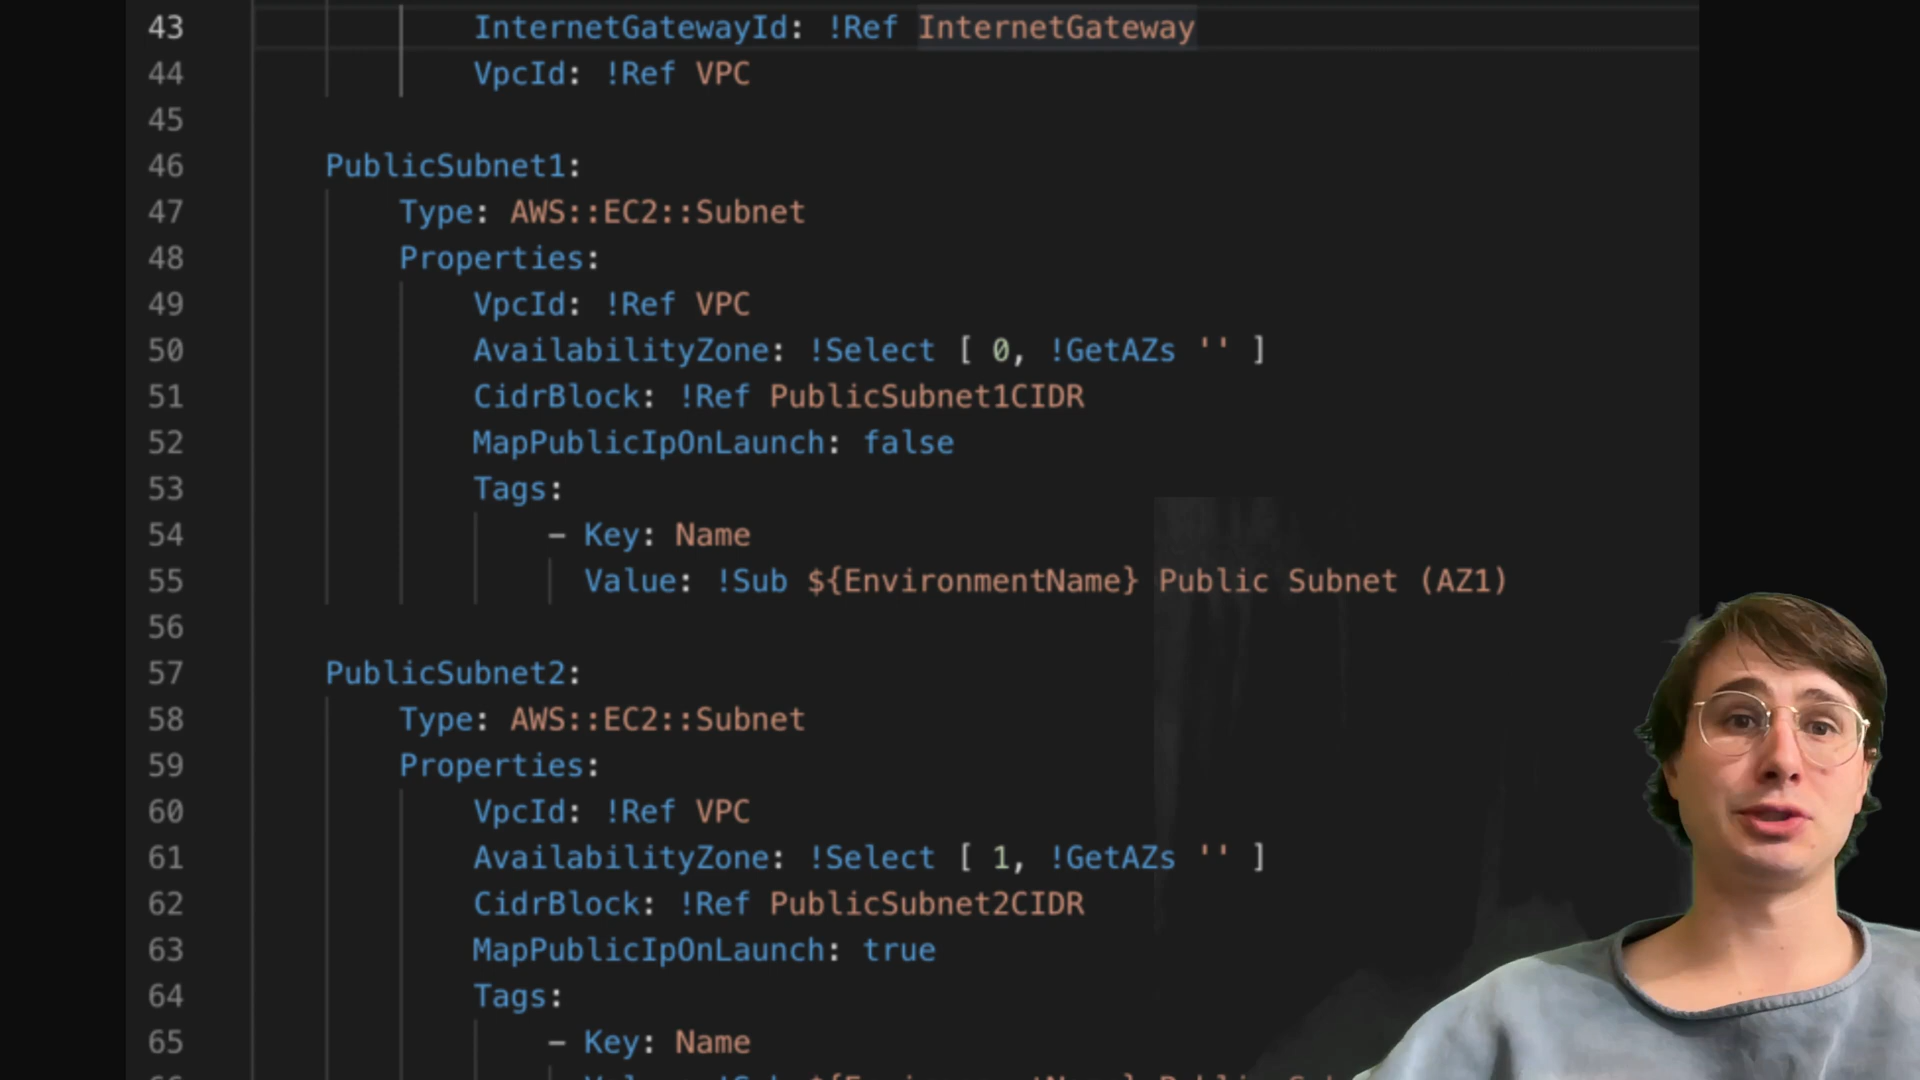 43 InternetGatewayId: !Ref InternetGateway
44 VpcId: !Ref VPC
45
46 PublicSubnet1:
47 Type: AWS::EC2::Subnet
48 Properties:
49 VpcId: !Ref VPC
50 AvailabilityZone: !Select [ 0, !GetAZs '' ]
51 CidrBlock: !Ref PublicSubnet1CIDR
52 MapPublicIpOnLaunch: false
53 Tags:
54 - Key: Name
55 Value: !Sub ${EnvironmentName} Public Subnet (AZ1)
56
57 PublicSubnet2:
58 Type: AWS::EC2::Subnet
59 Properties:
60 VpcId: !Ref VPC
61 AvailabilityZone: !Select [ 1, !GetAZs '' ]
62 CidrBlock: !Ref PublicSubnet2CIDR
63 MapPublicIpOnLaunch: true
64 Tags:
65 - Key: Name